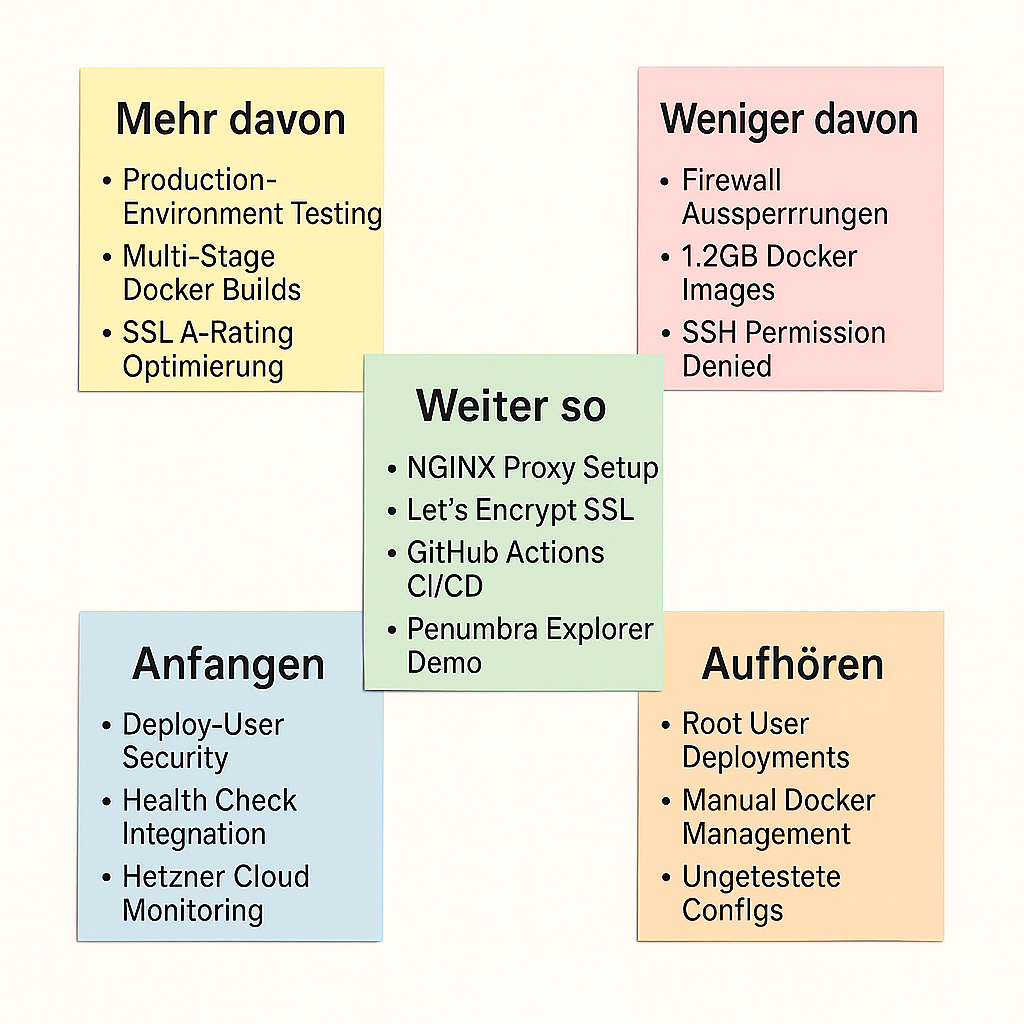 Mehr davon
• Production-
Environment Testing
• Multi-Stage
Docker Builds
• SSL A-Rating
Optimierung
Weniger davon
• Firewall
Aussperrrungen
• 1.2GB Docker
Images
• SSH Permission
Denied
Weiter so
• NGINX Proxy Setup
• Let's Encrypt SSL
• GitHub Actions
CI/CD
• Penumbra Explorer
Demo
Anfangen
• Deploy-User
Security
• Health Check
Integnation
• Hetzner Cloud
Monitoring
Aufhören
• Root User
Deployments
• Manual Docker
Management
• Ungetestete
Conflgs